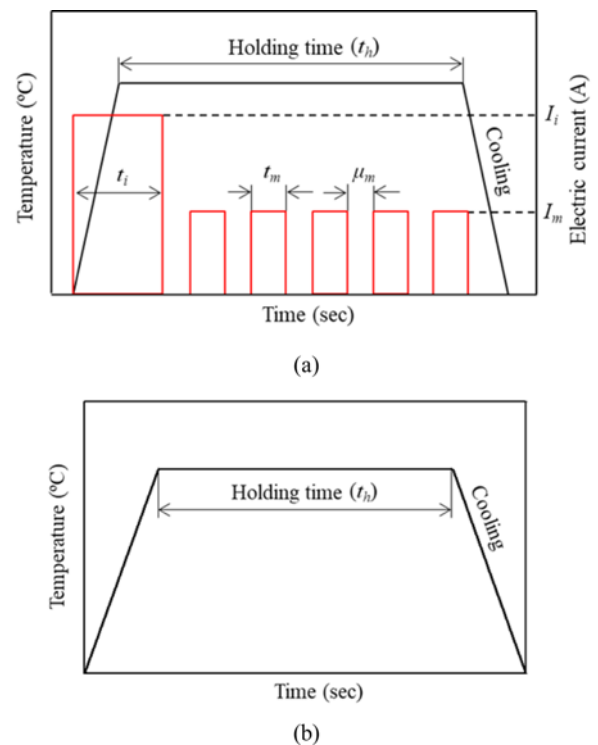 Holding time (tₕ)
Temperature (ºC)
Electric current (A)
Iᵢ
Cooling
tᵢ
tₘ
μₘ
Iₘ
Time (sec)
(a)
Holding time (tₕ)
Temperature (ºC)
Cooling
Time (sec)
(b)